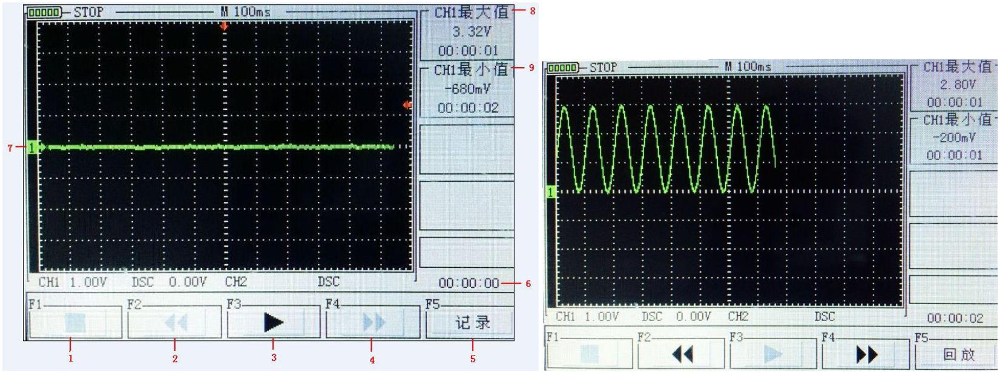 STOP M 100ms
CH1最大值 8
3.32V
00:00:01
CH1最小值 9
-680mV
00:00:02
7 1
CH1 1.00V DSC 0.00V CH2 DSC
00:00:00 6
F1 F2 F3 F4 F5
记录
1 2 3 4 5
STOP M 100ms
CH1最大值
2.80V
00:00:01
CH1最小值
-200mV
00:00:01
1
CH1 1.00V DSC 0.00V CH2 DSC
00:00:02
F1 F2 F3 F4 F5
回放